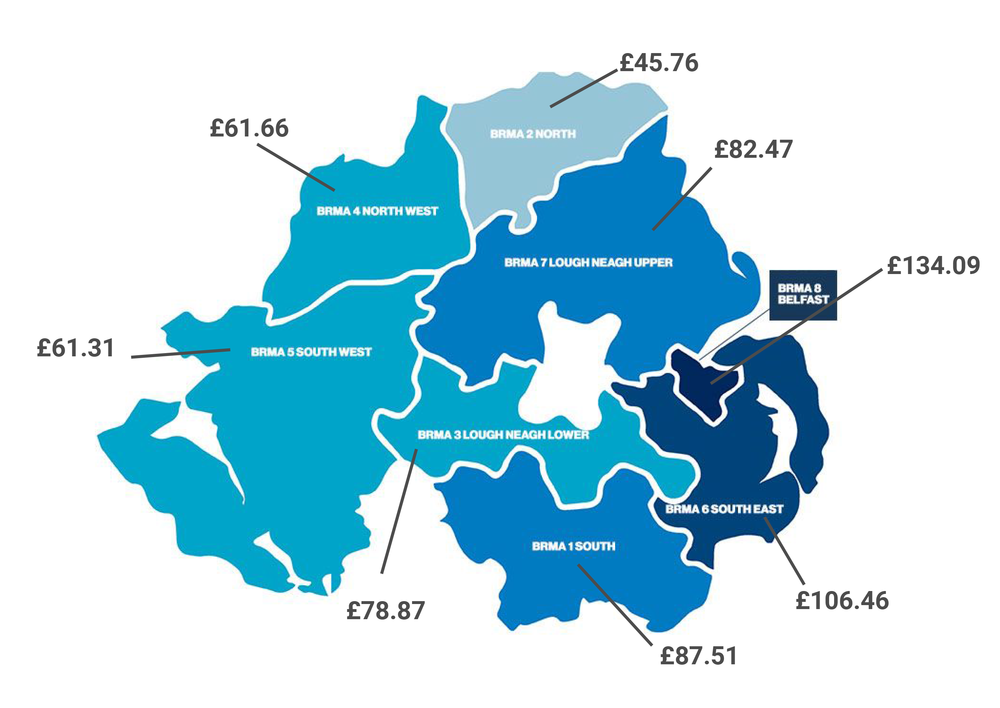 £45.76
£61.66
BRMA 2 NORTH
£82.47
BRMA 4 NORTH WEST
BRMA 7 LOUGH NEAGH UPPER
£134.09
BRMA 8
BELFAST
£61.31
BRMA 5 SOUTH WEST
BRMA 3 LOUGH NEAGH LOWER
BRMA 6 SOUTH EAST
BRMA 1 SOUTH
£106.46
£78.87
£87.51